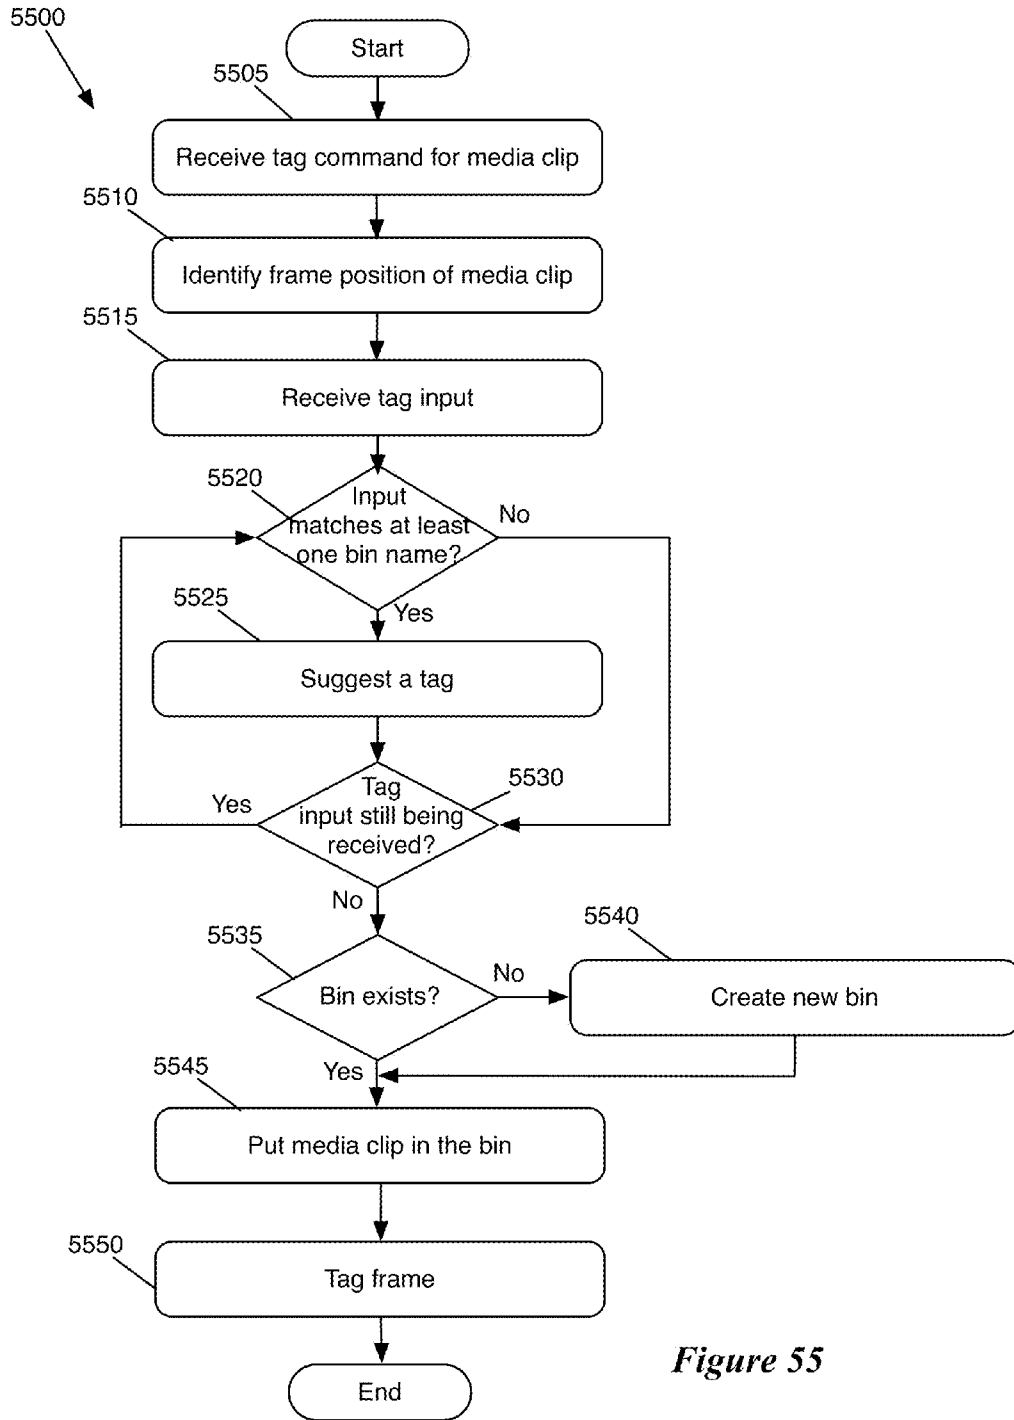 5500
Start
5505
Receive tag command for media clip
5510
Identify frame position of media clip
5515
Receive tag input
5520
Input
matches at least
one bin name?
No
Yes
5525
Suggest a tag
5530
Tag
input still being
received?
Yes
No
5535
Bin exists?
No
5540
Create new bin
Yes
5545
Put media clip in the bin
5550
Tag frame
End
Figure 55